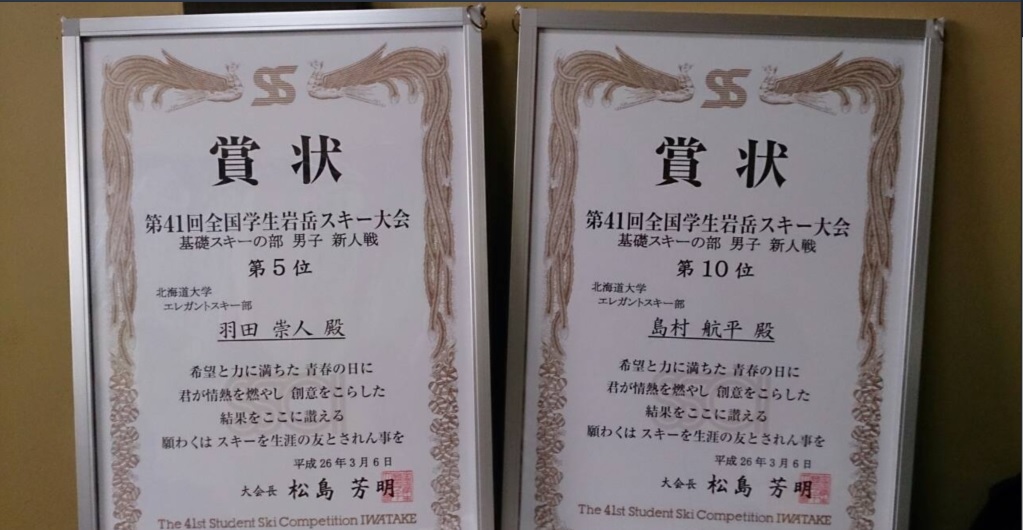 SS
賞状
第41回全国学生岩岳スキー大会
基礎スキーの部 男子 新人戦
第5位
北海道大学
エレガントスキー部
羽田 崇人 殿
希望と力に満ちた 青春の日に
君が情熱を燃やし 創意をこらした
結果をここに讃える
願わくは スキーを生涯の友とされん事を
平成26年3月6日
大会長 松島 芳明
The 41st Student Ski Competition IWATAKE
SS
賞状
第41回全国学生岩岳スキー大会
基礎スキーの部 男子 新人戦
第10位
北海道大学
エレガントスキー部
島村 航平 殿
希望と力に満ちた 青春の日に
君が情熱を燃やし 創意をこらした
結果をここに讃える
願わくは スキーを生涯の友とされん事を
平成26年3月6日
大会長 松島 芳明
The 41st Student Ski Competition IWATAKE